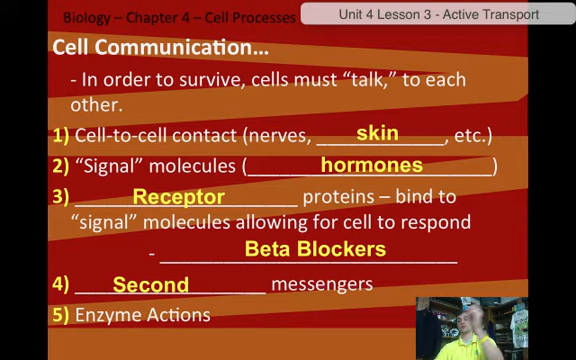 Biology – Chapter 4 – Cell Processes
Unit 4 Lesson 3 - Active Transport
Cell Communication…
- In order to survive, cells must “talk,” to each
other.
1) Cell-to-cell contact (nerves, skin, etc.)
2) “Signal” molecules (hormones)
3) Receptor proteins – bind to
“signal” molecules allowing for cell to respond
- Beta Blockers
4) Second messengers
5) Enzyme Actions